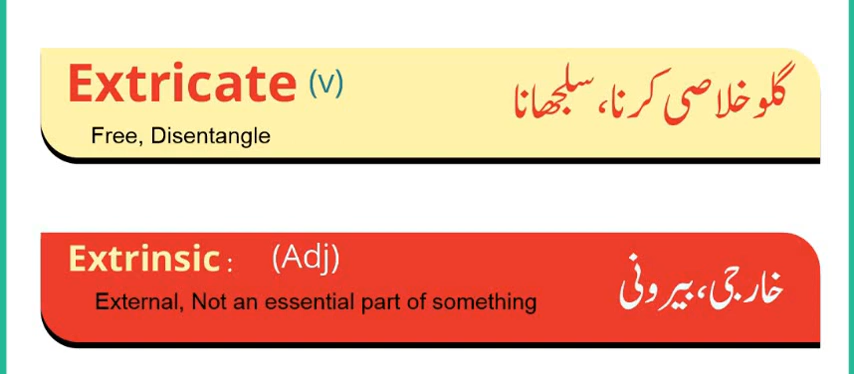 Extricate (v)
گلو خلاصی کرنا، سلجھانا
Free, Disentangle
Extrinsic : (Adj)
خارجی، بیرونی
External, Not an essential part of something